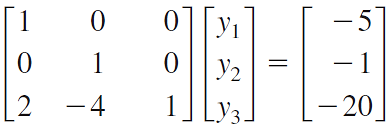 [1 0 0] [y₁] [-5]
[0 1 0] [y₂] = [-1]
[2 -4 1] [y₃] [-20]